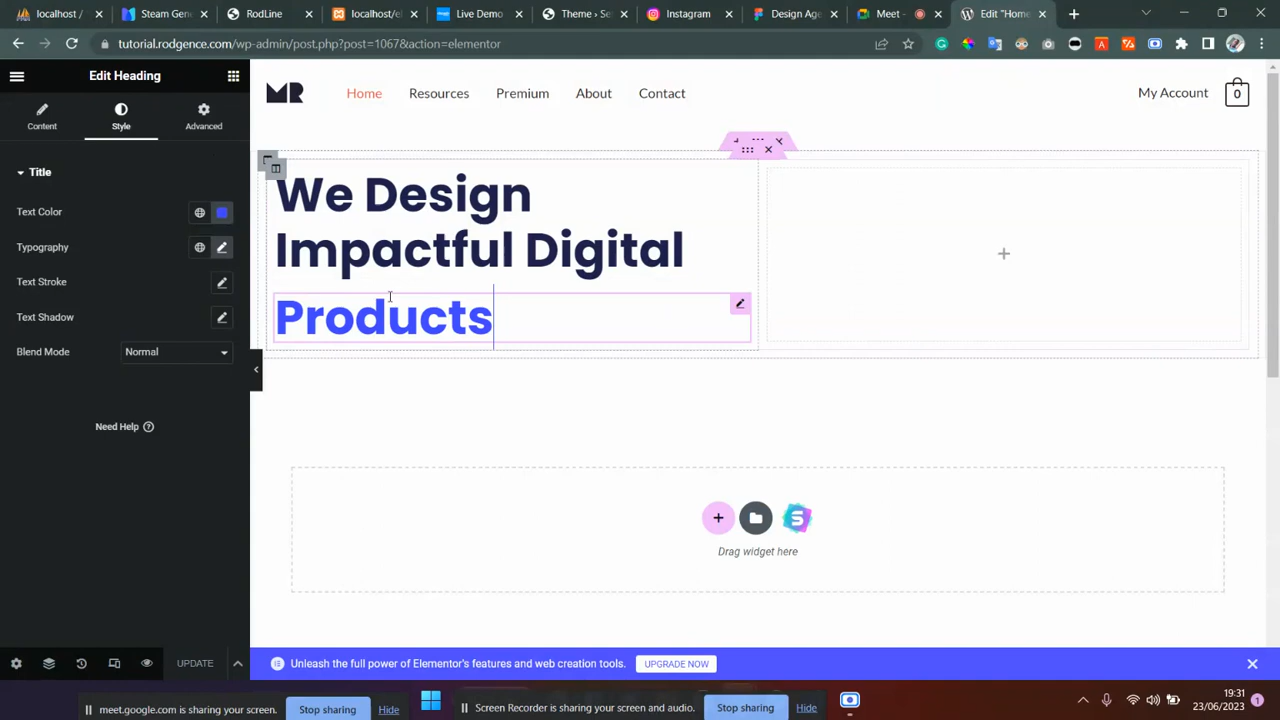 localhost/
Steam Genera
DroLine
localhost/e
Live Demo
Theme ‹ Se
Instagram
Design Age
Meet -
Edit "Home
tutorial.rodgence.com/wp-admin/post.php?post=1067&action=elementor
Edit Heading
Content
Style
Advanced
Title
Text Color
Typography
Text Stroke
Text Shadow
Blend Mode
Normal
Need Help
UPDATE
MR
Home
Resources
Premium
About
Contact
My Account
0
We Design
Impactful Digital
Products
Drag widget here
Unleash the full power of Elementor's features and web creation tools.
UPGRADE NOW
meet.google.com is sharing your screen.
Stop sharing
Hide
Screen Recorder is sharing your screen and audio.
Stop sharing
Hide
19:31
23/06/2023
1